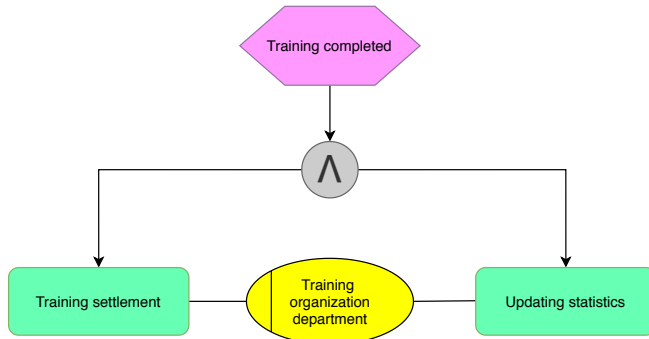 Training completed
Λ
Training settlement
Training
organization
department
Updating statistics